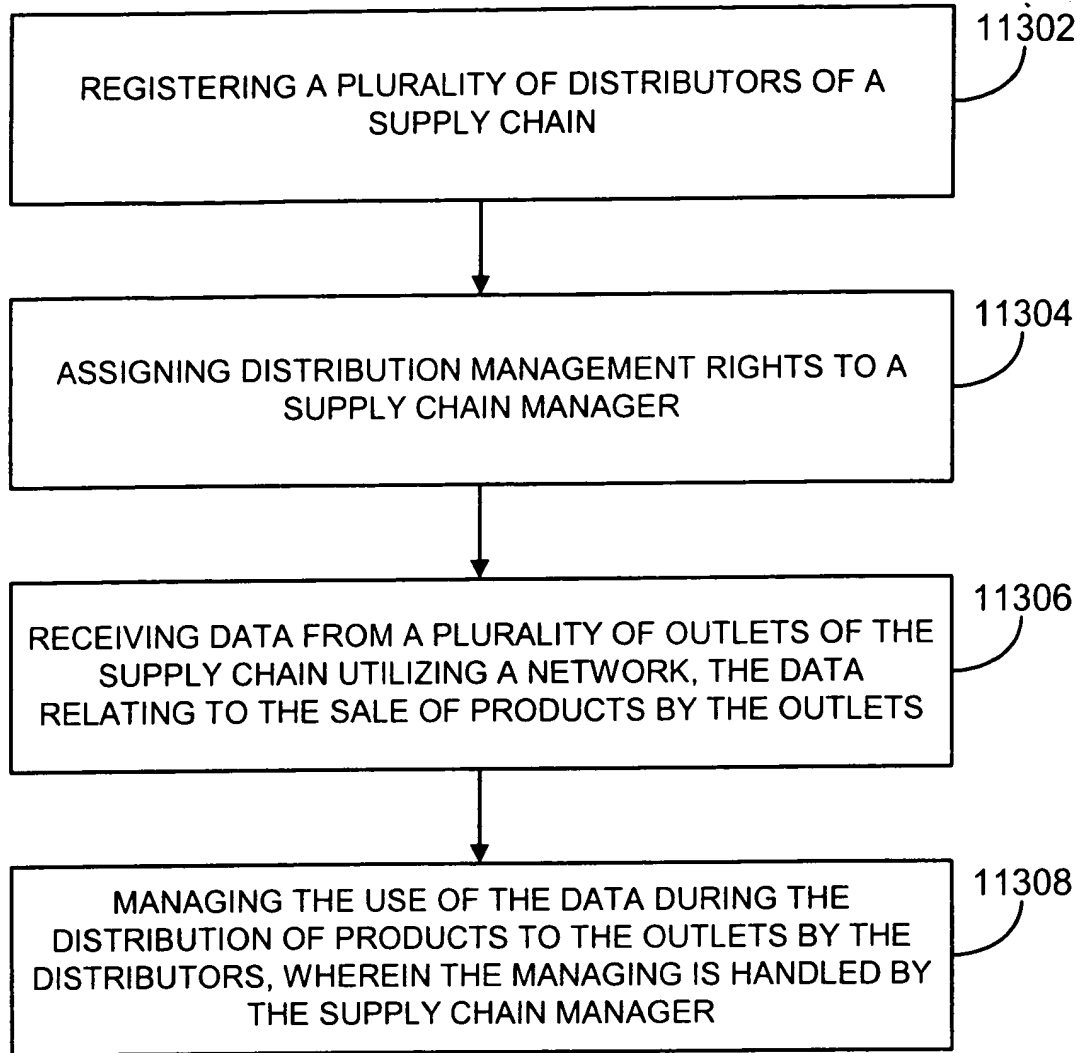 11302
REGISTERING A PLURALITY OF DISTRIBUTORS OF A
SUPPLY CHAIN
11304
ASSIGNING DISTRIBUTION MANAGEMENT RIGHTS TO A
SUPPLY CHAIN MANAGER
11306
RECEIVING DATA FROM A PLURALITY OF OUTLETS OF THE
SUPPLY CHAIN UTILIZING A NETWORK, THE DATA
RELATING TO THE SALE OF PRODUCTS BY THE OUTLETS
11308
MANAGING THE USE OF THE DATA DURING THE
DISTRIBUTION OF PRODUCTS TO THE OUTLETS BY THE
DISTRIBUTORS, WHEREIN THE MANAGING IS HANDLED BY
THE SUPPLY CHAIN MANAGER